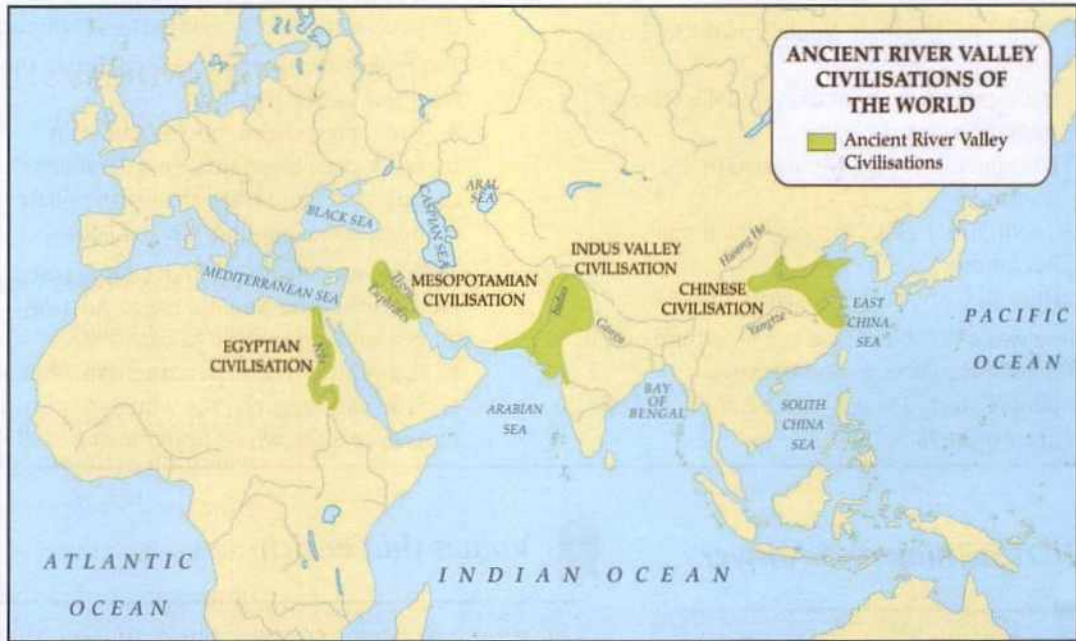 ANCIENT RIVER VALLEY
CIVILISATIONS OF
THE WORLD
Ancient River Valley
Civilisations
BLACK SEA
CASPIAN SEA
ARAL
SEA
MEDITERRANEAN SEA
Tigris
Euphrates
MESOPOTAMIAN
CIVILISATION
INDUS VALLEY
CIVILISATION
Indus
Ganga
Hwang Ho
CHINESE
CIVILISATION
Yangtze
EAST
CHINA
SEA
PACIFIC
OCEAN
EGYPTIAN
CIVILISATION
Nile
ARABIAN
SEA
BAY
OF
BENGAL
SOUTH
CHINA
SEA
ATLANTIC
OCEAN
INDIAN OCEAN